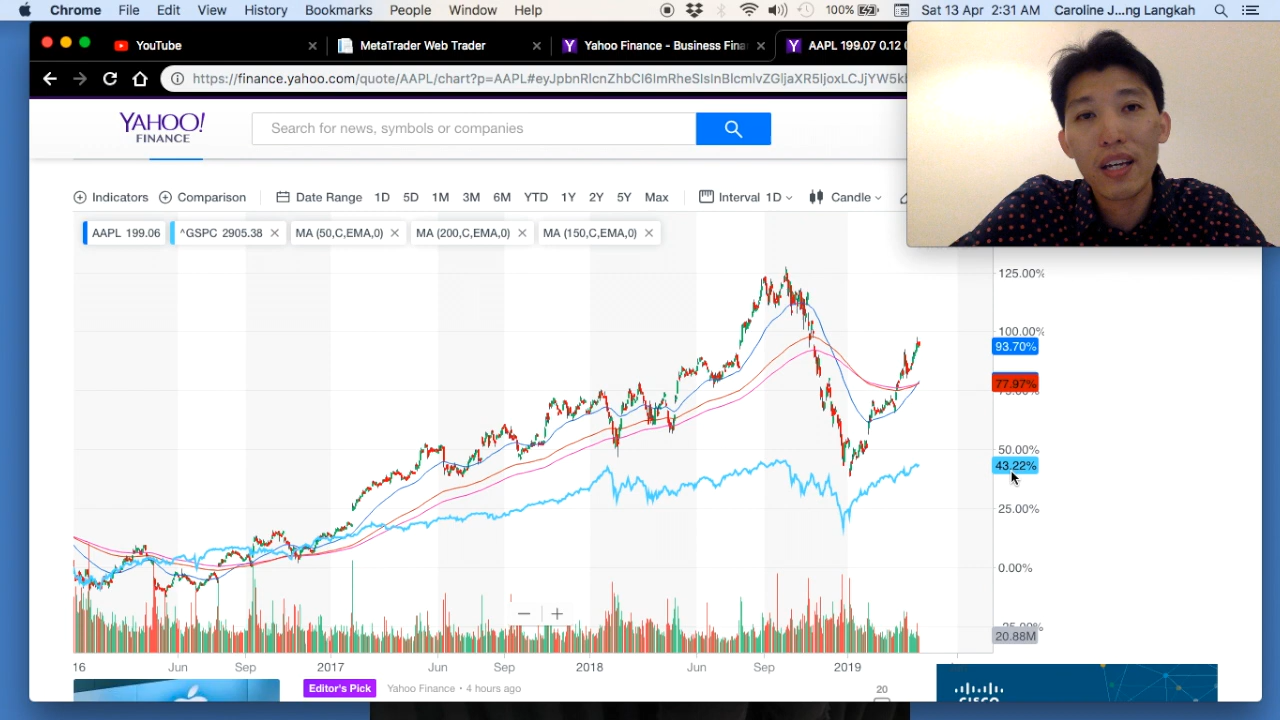 Chrome File Edit View History Bookmarks People Window Help 100% Sat 13 Apr 2:31 AM Caroline J...ng Langkah
YouTube MetaTrader Web Trader Yahoo Finance - Business Fina AAPL 199.07 0.12
https://finance.yahoo.com/quote/AAPL/chart?p=AAPL#
YAHOO!
FINANCE
Search for news, symbols or companies
Indicators Comparison Date Range 1D 5D 1M 3M 6M YTD 1Y 2Y 5Y Max Interval 1D Candle
AAPL 199.06 ^GSPC 2905.38 MA (50,C,EMA,0) MA (200,C,EMA,0) MA (150,C,EMA,0)
125.00%
100.00%
93.70%
77.97%
50.00%
43.22%
25.00%
0.00%
20.88M
16 Jun Sep 2017 Jun Sep 2018 Jun Sep 2019
Editor's Pick Yahoo Finance • 4 hours ago 20
CISCO